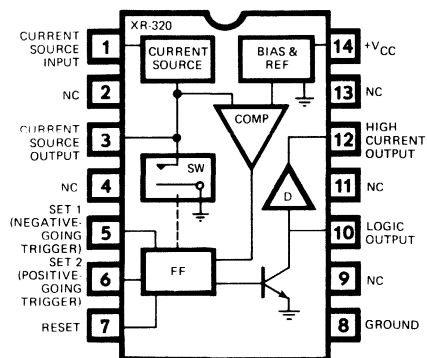 XR-320
CURRENT
SOURCE
INPUT
1
CURRENT
SOURCE
BIAS &
REF
14
+VCC
NC
2
13
NC
COMP
CURRENT
SOURCE
OUTPUT
3
12
HIGH
CURRENT
OUTPUT
SW
NC
4
D
11
NC
SET 1
(NEGATIVE-
GOING
TRIGGER)
5
10
LOGIC
OUTPUT
SET 2
(POSITIVE-
GOING
TRIGGER)
6
FF
9
NC
RESET
7
8
GROUND